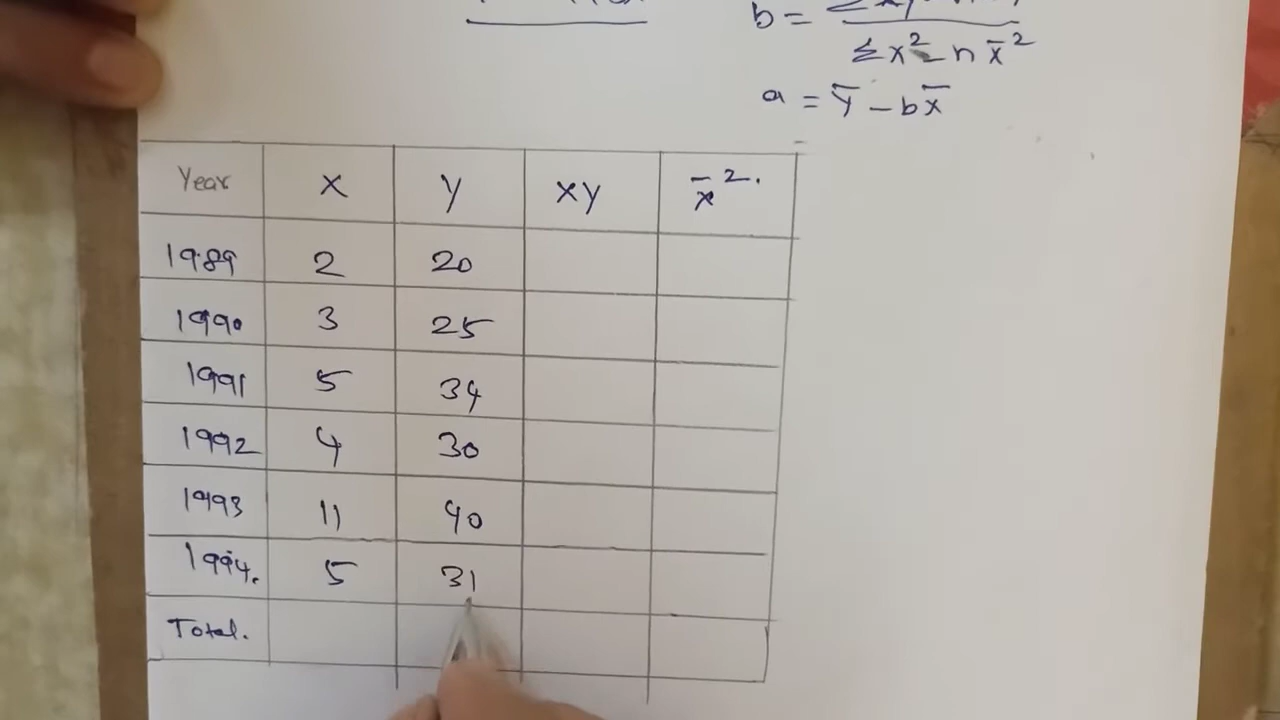 b =
Σx² - n x̄²
a = ȳ - bx̄
Year x y xy x̄².
1989 2 20
1990 3 25
1991 5 34
1992 4 30
1993 11 40
1994. 5 31
Total.